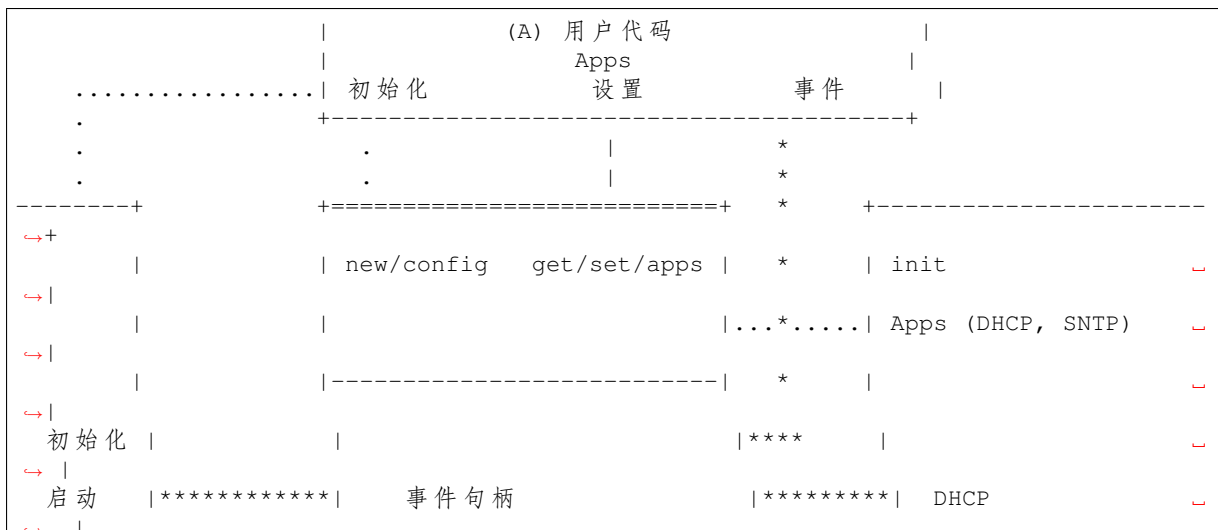 |            (A) 用户代码                 |
|                 Apps                   |
.................| 初始化           设置             事件       |
.                +----------------------------------------+
.                .                |           *
.                .                |           *
--------+             +===========================+   *     +-----------------------
↪+
|            | new/config   get/set/apps |   *     | init
↪|
|            |                           |...*.....| Apps (DHCP, SNTP)
↪|
|            |---------------------------|   *     |
↪|
初始化 |            |                           |****     |
↪ |
启动   |************|    事件句柄                |*********|  DHCP
↪ |